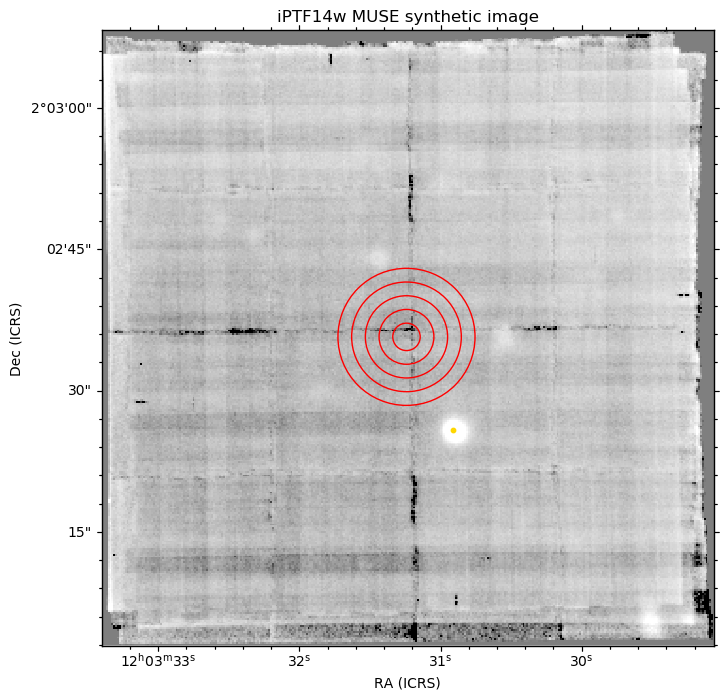 iPTF14w MUSE synthetic image
2°03'00"
02'45"
30"
15"
Dec (ICRS)
12ʰ03ᵐ33ˢ
32ˢ
31ˢ
30ˢ
RA (ICRS)